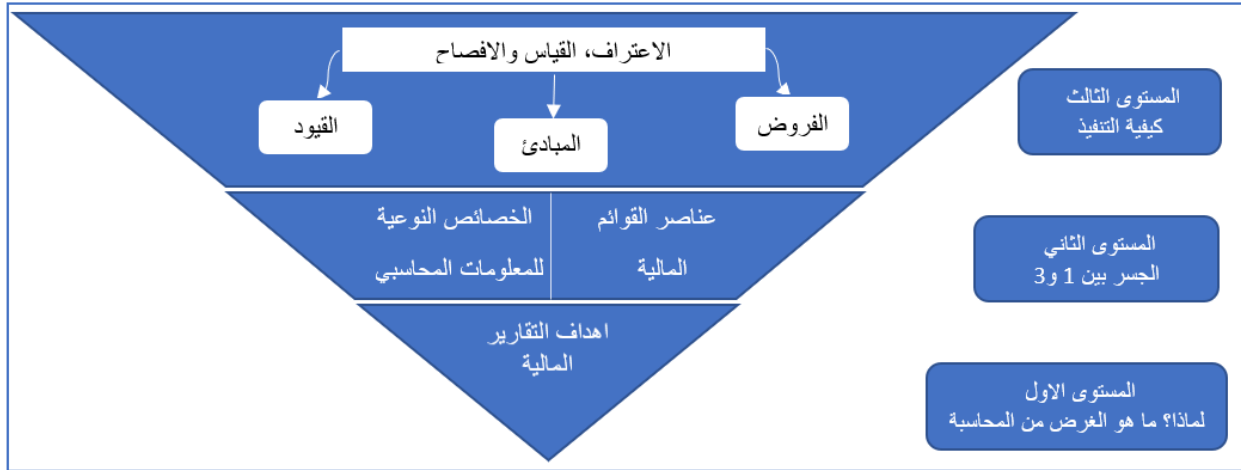 الاعتراف، القياس والافصاح
الفروض
المبادئ
القيود
المستوى الثالث
كيفية التنفيذ
عناصر القوائم
المالية
الخصائص النوعية
للمعلومات المحاسبي
المستوى الثاني
الجسر بين 1 و3
اهداف التقارير
المالية
المستوى الاول
لماذا؟ ما هو الغرض من المحاسبة